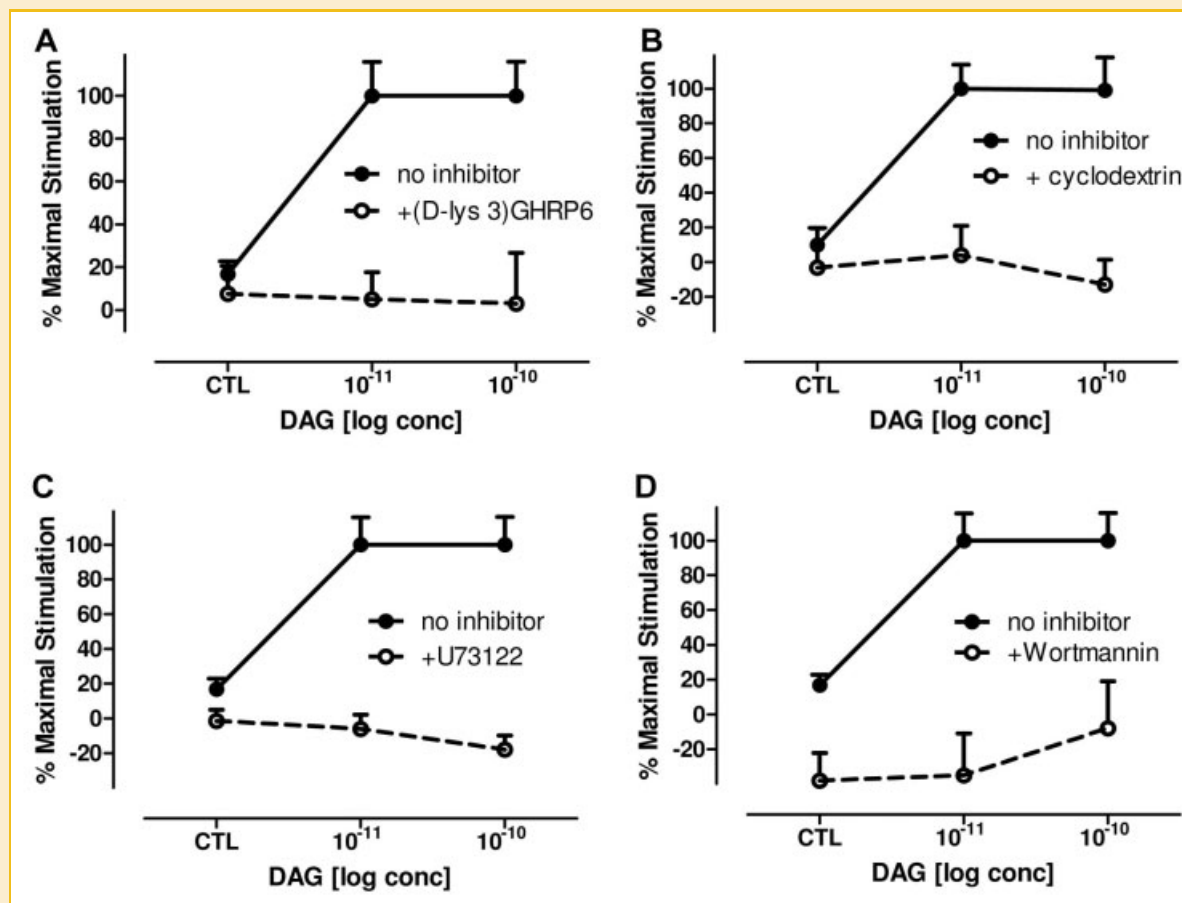 A
% Maximal Stimulation
100
80
60
40
20
0
no inhibitor
+(D-lys 3)GHRP6
CTL
10-11
10-10
DAG [log conc]
B
% Maximal Stimulation
100
80
60
40
20
0
-20
no inhibitor
+ cyclodextrin
CTL
10-11
10-10
DAG [log conc]
C
% Maximal Stimulation
100
80
60
40
20
0
-20
no inhibitor
+U73122
CTL
10-11
10-10
DAG [log conc]
D
% Maximal Stimulation
100
80
60
40
20
0
-20
no inhibitor
+Wortmannin
CTL
10-11
10-10
DAG [log conc]